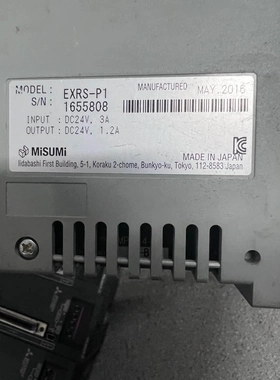 MODEL: EXRS-P1
S/N: 1655808
MANUFACTURED MAY.2016
INPUT : DC24V, 3A
OUTPUT : DC24V, 1.2A
MiSUMi
MADE IN JAPAN
Iidabashi First Building, 5-1, Koraku 2-chome, Bunkyo-ku, Tokyo, 112-8583 Japan